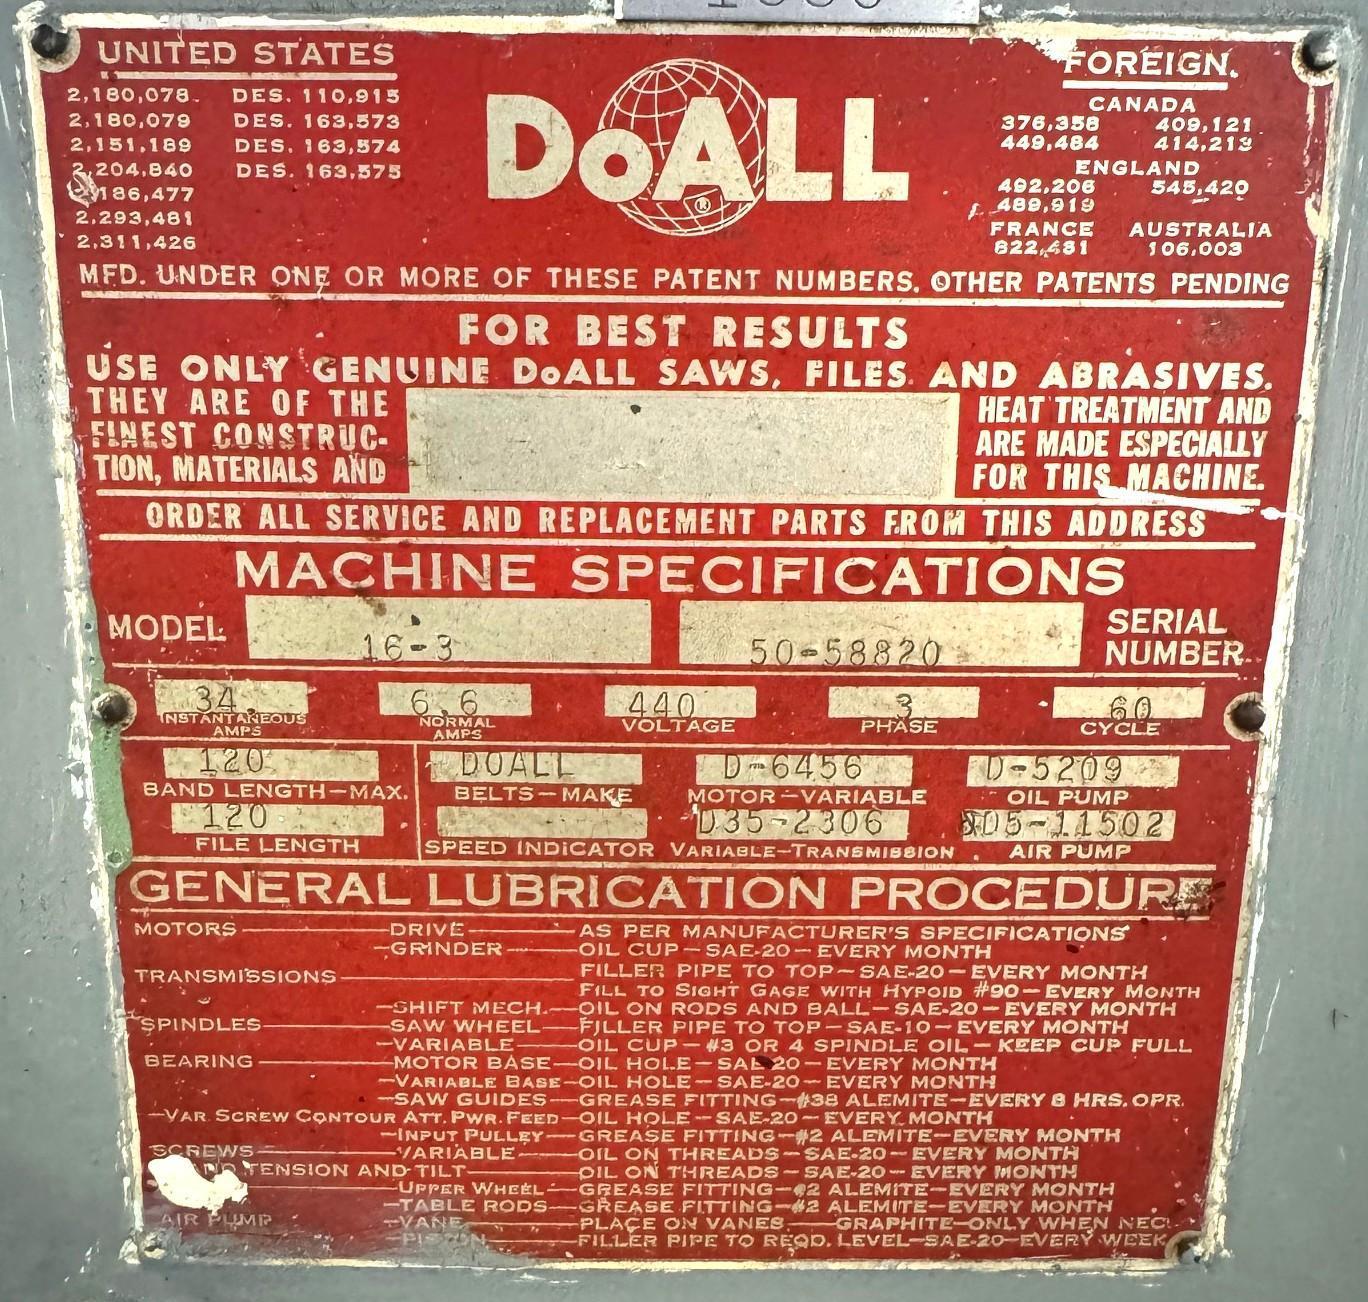 UNITED STATES
2,180,078 DES. 110,915
2,180,079 DES. 163,573
2,151,189 DES. 163,574
2,204,840 DES. 163,575
186,477
2,293,481
2,311,426
DoALL
®
FOREIGN
CANADA
376,358 409,121
449,484 414,213
ENGLAND
492,206 545,420
489,919
FRANCE AUSTRALIA
822,431 106,003
MFD. UNDER ONE OR MORE OF THESE PATENT NUMBERS. OTHER PATENTS PENDING
FOR BEST RESULTS
USE ONLY GENUINE DoALL SAWS, FILES AND ABRASIVES.
THEY ARE OF THE
FINEST CONSTRUC-
TION, MATERIALS AND
HEAT TREATMENT AND
ARE MADE ESPECIALLY
FOR THIS MACHINE.
ORDER ALL SERVICE AND REPLACEMENT PARTS FROM THIS ADDRESS
MACHINE SPECIFICATIONS
MODEL 16-3 50-58820 SERIAL NUMBER
34 6.6 440 3 60
INSTANTANEOUS AMPS NORMAL AMPS VOLTAGE PHASE CYCLE
120 DOALL D-6456 D-5209
BAND LENGTH-MAX. BELTS-MAKE MOTOR-VARIABLE OIL PUMP
120 D35-2306 D5-11502
FILE LENGTH SPEED INDICATOR VARIABLE-TRANSMISSION AIR PUMP
GENERAL LUBRICATION PROCEDURE
MOTORS — DRIVE — AS PER MANUFACTURER'S SPECIFICATIONS
-GRINDER — OIL CUP-SAE-20-EVERY MONTH
TRANSMISSIONS — FILLER PIPE TO TOP-SAE-20-EVERY MONTH
FILL TO SIGHT GAGE WITH HYPOID #90-EVERY MONTH
-SHIFT MECH. — OIL ON RODS AND BALL-SAE-20-EVERY MONTH
SPINDLES — SAW WHEEL — FILLER PIPE TO TOP-SAE-10-EVERY MONTH
-VARIABLE — OIL CUP-#3 OR 4 SPINDLE OIL-KEEP CUP FULL
BEARING — MOTOR BASE — OIL HOLE-SAE-20-EVERY MONTH
-VARIABLE BASE — OIL HOLE-SAE-20-EVERY MONTH
-SAW GUIDES — GREASE FITTING-#38 ALEMITE-EVERY 8 HRS. OPR.
-VAR. SCREW CONTOUR ATT. PWR. FEED — OIL HOLE-SAE-20-EVERY MONTH
-INPUT PULLEY — GREASE FITTING-#2 ALEMITE-EVERY MONTH
SCREWS — VARIABLE — OIL ON THREADS-SAE-20-EVERY MONTH
TENSION AND TILT — OIL ON THREADS-SAE-20-EVERY MONTH
-UPPER WHEEL — GREASE FITTING-#2 ALEMITE-EVERY MONTH
-TABLE RODS — GREASE FITTING-#2 ALEMITE-EVERY MONTH
AIR PUMP -VANE — PLACE ON VANES — GRAPHITE-ONLY WHEN NEC.
-PISTON — FILLER PIPE TO REQD. LEVEL-SAE-20-EVERY WEEK